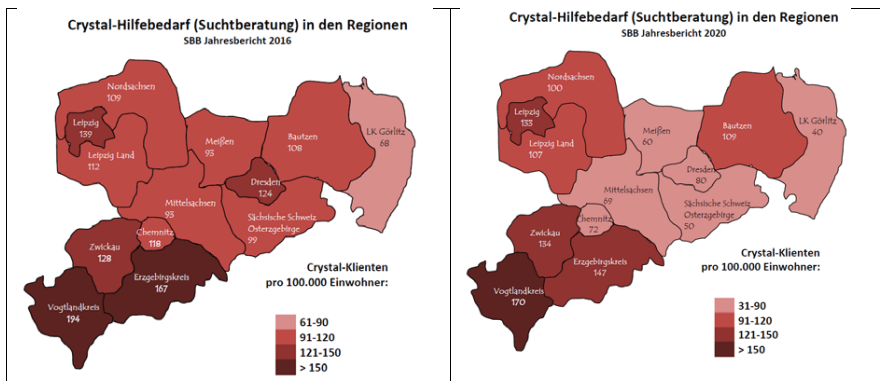 Crystal-Hilfebedarf (Suchtberatung) in den Regionen
SBB Jahresbericht 2016
Nordsachsen
109
Leipzig
139
Leipzig Land
112
Meißen
93
Bautzen
108
LK Görlitz
68
Dresden
124
Mittelsachsen
93
Sächsische Schweiz
Osterzgebirge
99
Chemnitz
118
Zwickau
128
Erzgebirgskreis
167
Vogtlandkreis
194
Crystal-Klienten
pro 100.000 Einwohner:
61-90
91-120
121-150
> 150
Crystal-Hilfebedarf (Suchtberatung) in den Regionen
SBB Jahresbericht 2020
Nordsachsen
100
Leipzig
133
Leipzig Land
107
Meißen
60
Bautzen
109
LK Görlitz
40
Dresden
80
Mittelsachsen
69
Sächsische Schweiz
Osterzgebirge
50
Chemnitz
72
Zwickau
134
Erzgebirgskreis
147
Vogtlandkreis
170
Crystal-Klienten
pro 100.000 Einwohner:
31-90
91-120
121-150
> 150